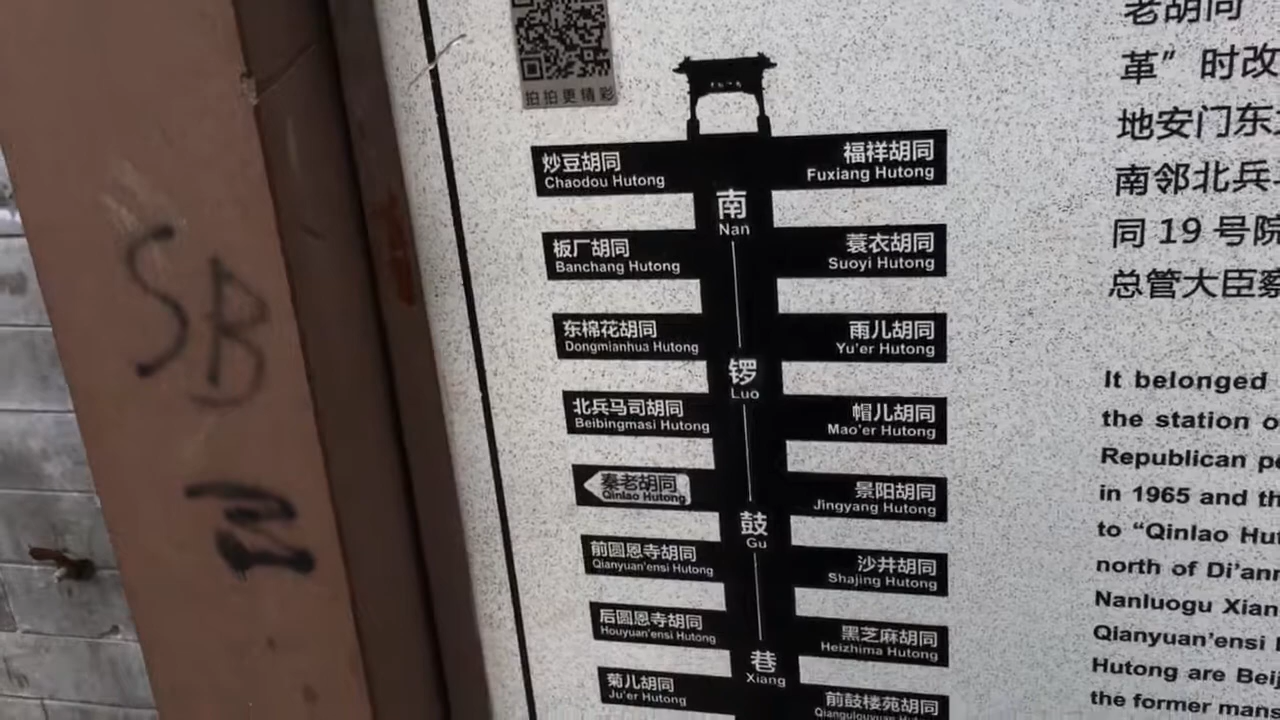 拍拍更精彩
炒豆胡同
Chaodou Hutong
福祥胡同
Fuxiang Hutong
南
Nan
板厂胡同
Banchang Hutong
蓑衣胡同
Suoyi Hutong
东棉花胡同
Dongmianhua Hutong
雨儿胡同
Yu'er Hutong
锣
Luo
北兵马司胡同
Beibingmasi Hutong
帽儿胡同
Mao'er Hutong
秦老胡同
Qinlao Hutong
景阳胡同
Jingyang Hutong
鼓
Gu
前圆恩寺胡同
Qianyuan'ensi Hutong
沙井胡同
Shajing Hutong
后圆恩寺胡同
Houyuan'ensi Hutong
黑芝麻胡同
Heizhima Hutong
巷
Xiang
菊儿胡同
Ju'er Hutong
前鼓楼苑胡同
Qiangulouyuan
老胡同
革”时改
地安门东
南邻北兵
同 19 号院
总管大臣察
It belonged
the station o
Republican pe
in 1965 and th
to “Qinlao Hut
north of Di'ann
Nanluogu Xian
Qianyuan'ensi
Hutong are Beij
the former mans
SB